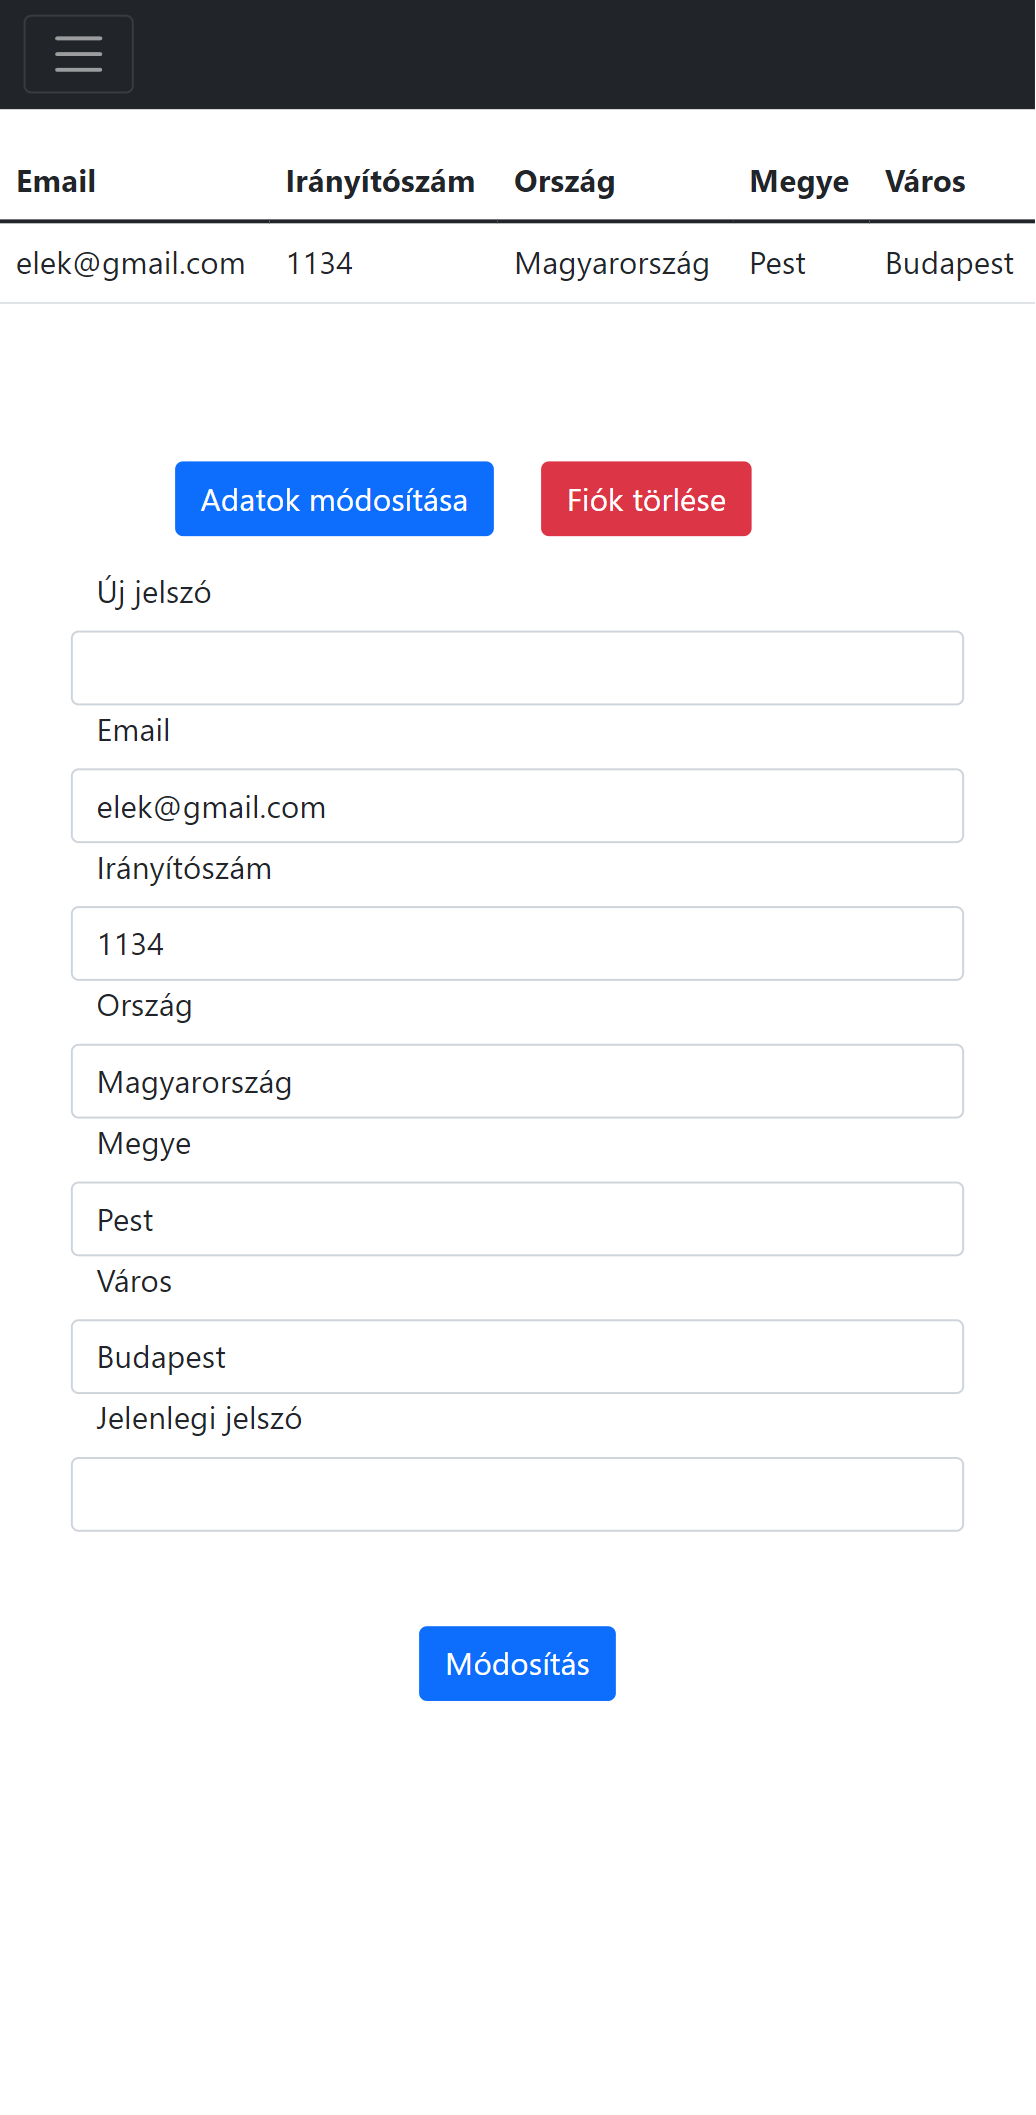 Email Irányítószám Ország Megye Város
elek@gmail.com 1134 Magyarország Pest Budapest
Adatok módosítása Fiók törlése
Új jelszó
Email
elek@gmail.com
Irányítószám
1134
Ország
Magyarország
Megye
Pest
Város
Budapest
Jelenlegi jelszó
Módosítás